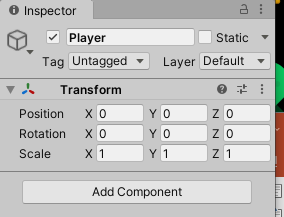 Inspector
Player Static
Tag Untagged Layer Default
Transform
Position X 0 Y 0 Z 0
Rotation X 0 Y 0 Z 0
Scale X 1 Y 1 Z 1
Add Component